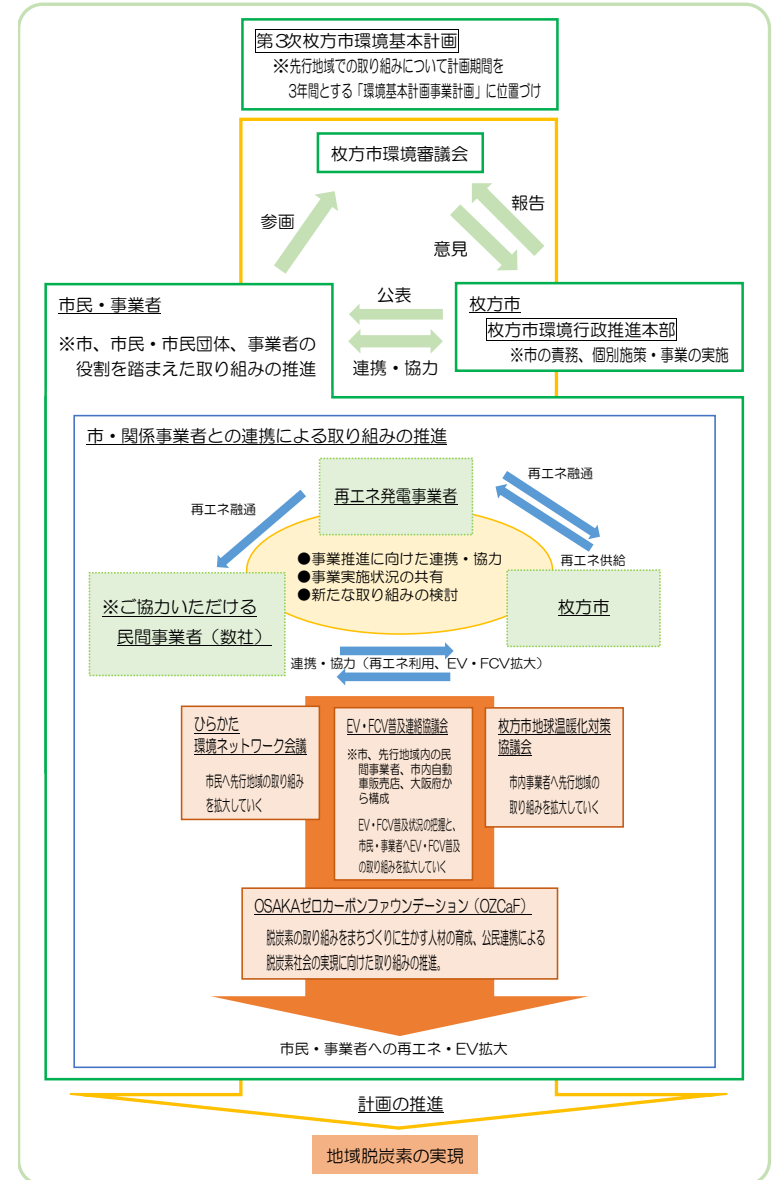 第3次枚方市環境基本計画
※先行地域での取り組みについて計画期間を
3年間とする「環境基本計画事業計画」に位置づけ
枚方市環境審議会
参画
報告
意見
市民・事業者
※市、市民・市民団体、事業者の
役割を踏まえた取り組みの推進
公表
連携・協力
枚方市
枚方市環境行政推進本部
※市の責務、個別施策・事業の実施
市・関係事業者との連携による取り組みの推進
再エネ融通
再エネ発電事業者
再エネ融通
再エネ供給
●事業推進に向けた連携・協力
●事業実施状況の共有
●新たな取り組みの検討
※ご協力いただける
民間事業者（数社）
枚方市
連携・協力（再エネ利用、EV・FCV拡大）
ひらかた
環境ネットワーク会議
市民へ先行地域の取り組み
を拡大していく
EV・FCV普及連絡協議会
※市、先行地域内の民
間事業者、市内自動
車販売店、大阪府か
ら構成
EV・FCV普及状況の把握と、
市民・事業者へEV・FCV普及
の取り組みを拡大していく
枚方市地球温暖化対策
協議会
市内事業者へ先行地域の
取り組みを拡大していく
OSAKAゼロカーボンファウンデーション（OZCaF）
脱炭素の取り組みをまちづくりに生かす人材の育成、公民連携による
脱炭素社会の実現に向けた取り組みの推進。
市民・事業者への再エネ・EV拡大
計画の推進
地域脱炭素の実現